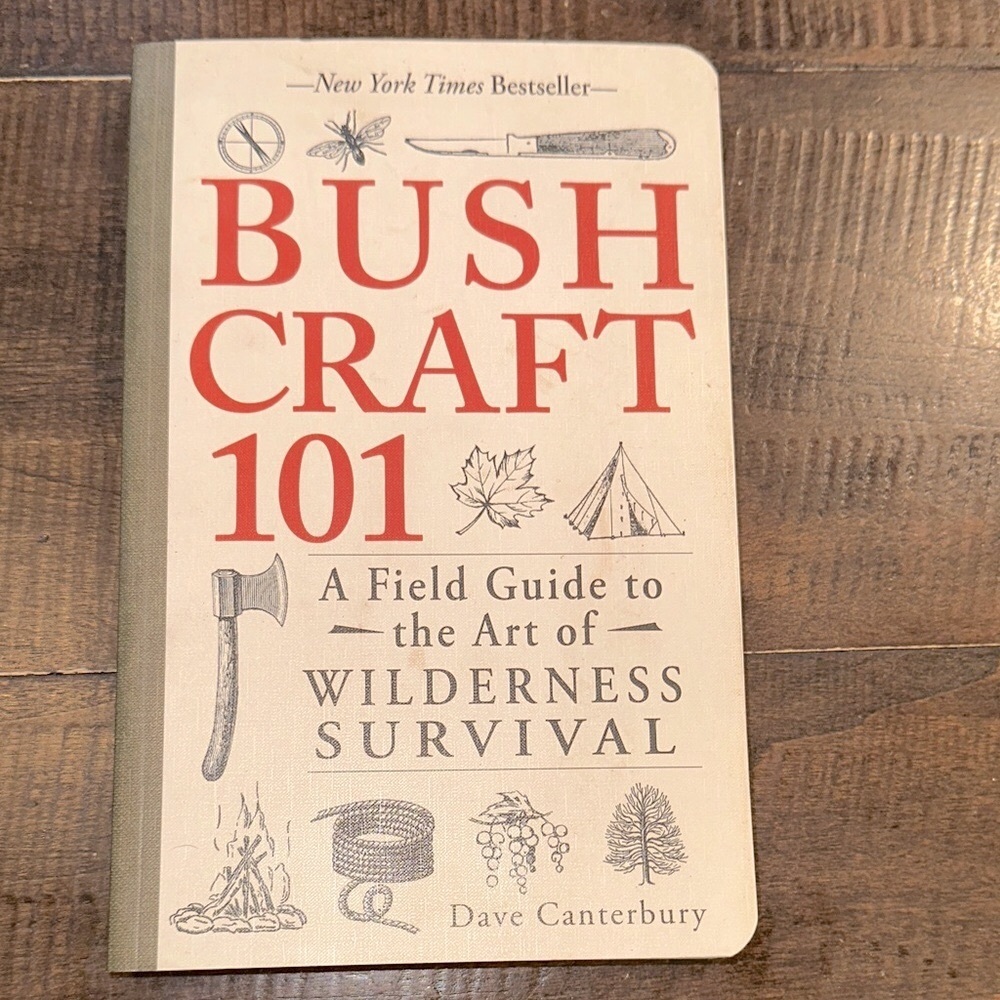 —New York Times Bestseller—
BUSH
CRAFT
101
A Field Guide to
the Art of
WILDERNESS
SURVIVAL
Dave Canterbury